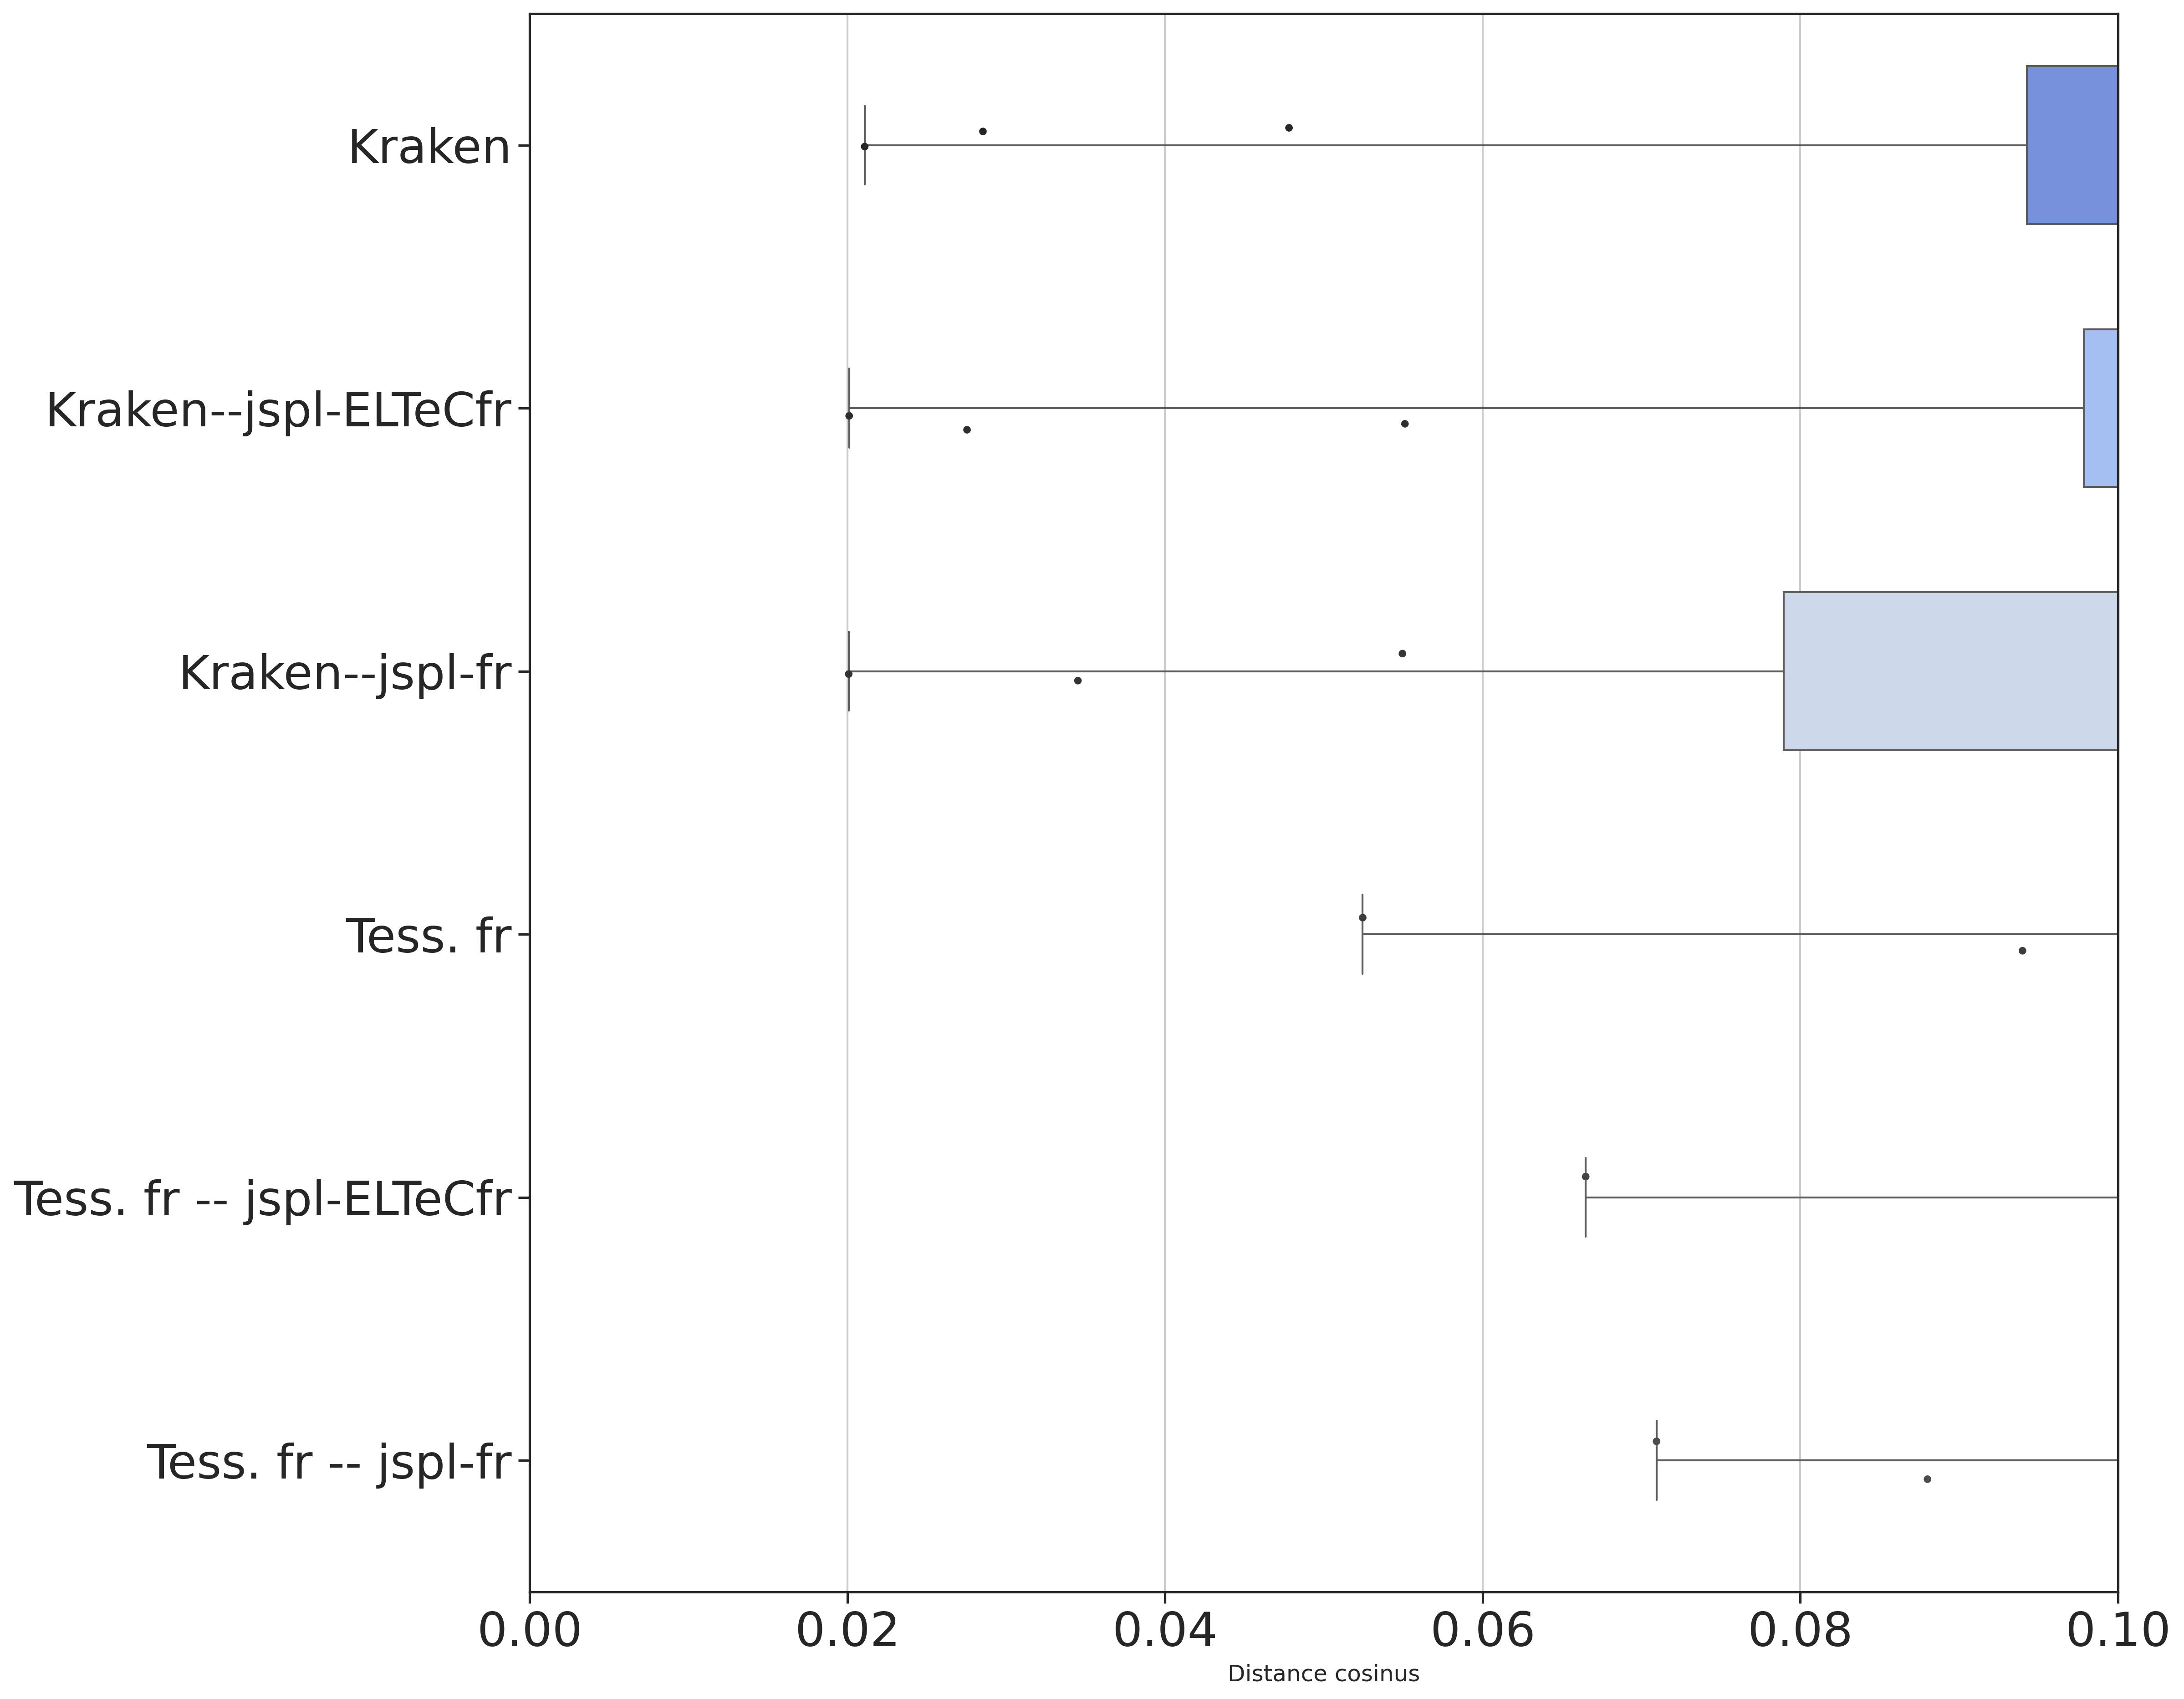 Kraken
Kraken--jspl-ELTeCfr
Kraken--jspl-fr
Tess. fr
Tess. fr -- jspl-ELTeCfr
Tess. fr -- jspl-fr
0.00 0.02 0.04 0.06 0.08 0.10
Distance cosinus